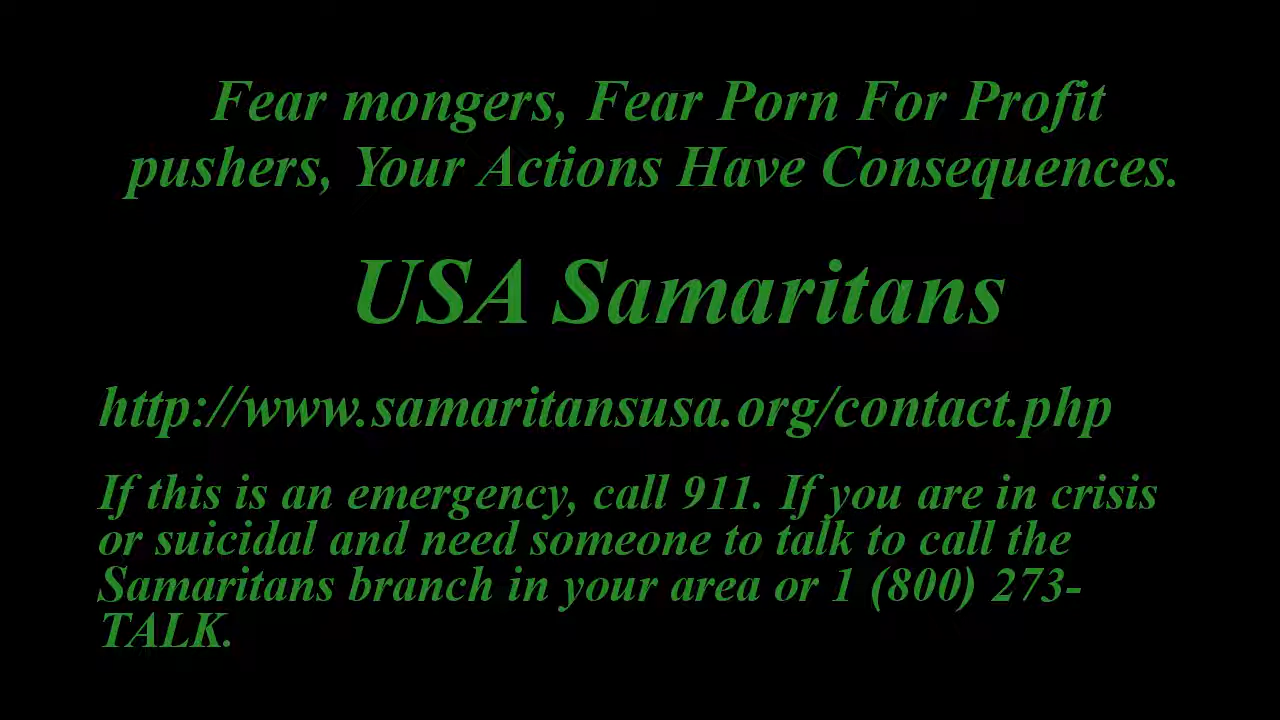 Fear mongers, Fear Porn For Profit
pushers, Your Actions Have Consequences.
USA Samaritans
http://www.samaritansusa.org/contact.php
If this is an emergency, call 911. If you are in crisis
or suicidal and need someone to talk to call the
Samaritans branch in your area or 1 (800) 273-
TALK.